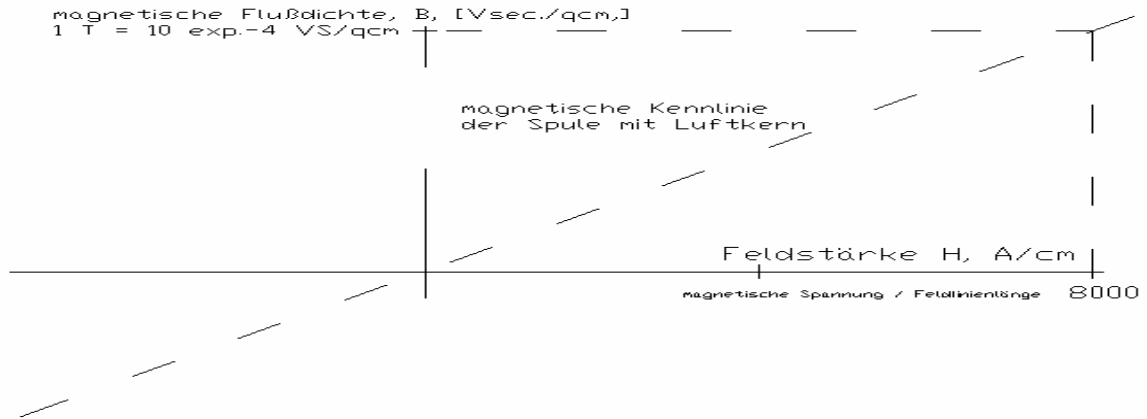 magnetische Flußdichte, B, [Vsec./qcm,]
1 T = 10 exp.-4 VS/qcm
magnetische Kennlinie
der Spule mit Luftkern
Feldstärke H, A/cm
magnetische Spannung / Feldlinienlänge
8000